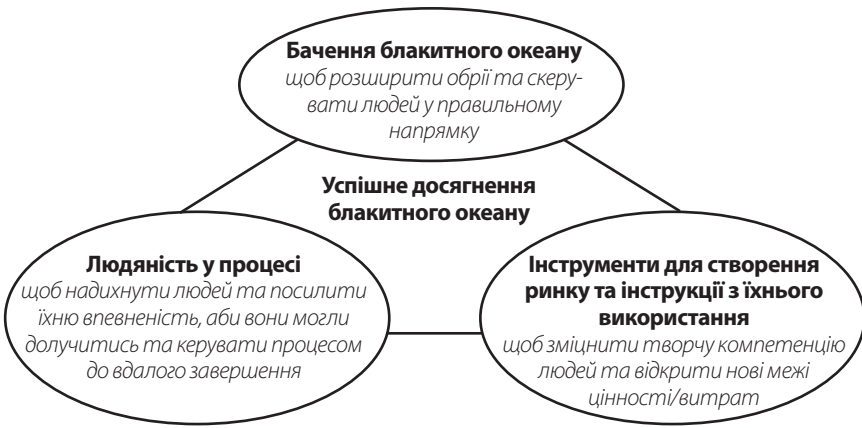 Бачення блакитного океану
щоб розширити обрії та скеру-
вати людей у правильному
напрямку
Успішне досягнення
блакитного океану
Людяність у процесі
щоб надихнути людей та посилити
їхню впевненість, аби вони могли
долучитись та керувати процесом
до вдалого завершення
Інструменти для створення
ринку та інструкції з їхнього
використання
щоб зміцнити творчу компетенцію
людей та відкрити нові межі
цінності/витрат